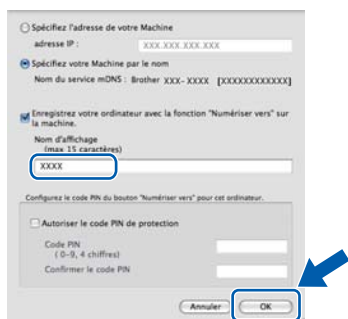 Spécifiez l'adresse de votre Machine
adresse IP : XXX XXX XXX XXX
Spécifiez votre Machine par le nom
Nom du service mDNS : Brother XXX-XXXX [XXXXXXXXXXXX]
Enregistrez votre ordinateur avec la fonction "Numériser vers" sur
la machine.
Nom d'affichage
(max 15 caractères)
XXXX
Configurez le code PIN du bouton "Numériser vers" pour cet ordinateur.
Autoriser le code PIN de protection
Code PIN
( 0-9, 4 chiffres)
Confirmer le code PIN
Annuler OK